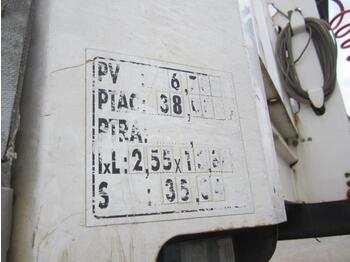 PV : 6,
PTAC: 38,
PTRA: ,
lxL: 2,55x1
S : 35,